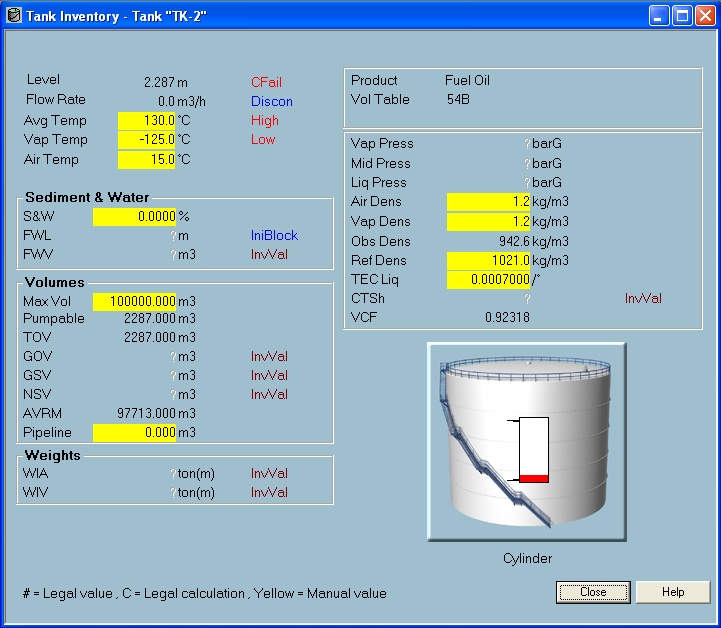 Tank Inventory - Tank "TK-2"
Level 2.287 m CFail
Flow Rate 0.0 m3/h Discon
Avg Temp 130.0 °C High
Vap Temp -125.0 °C Low
Air Temp 15.0 °C
Product Fuel Oil
Vol Table 54B
Sediment & Water
S&W 0.0000 %
FWL ? m IniBlock
FWV ? m3 InvVal
Volumes
Max Vol 100000.000 m3
Pumpable 2287.000 m3
TOV 2287.000 m3
GOV ? m3 InvVal
GSV ? m3 InvVal
NSV ? m3 InvVal
AVRM 97713.000 m3
Pipeline 0.000 m3
Weights
WIA ? ton(m) InvVal
WIV ? ton(m) InvVal
Vap Press ? barG
Mid Press ? barG
Liq Press ? barG
Air Dens 1.2 kg/m3
Vap Dens 1.2 kg/m3
Obs Dens 942.6 kg/m3
Ref Dens 1021.0 kg/m3
TEC Liq 0.0007000 /°
CTSh ? InvVal
VCF 0.92318
Cylinder
# = Legal value , C = Legal calculation , Yellow = Manual value
Close Help